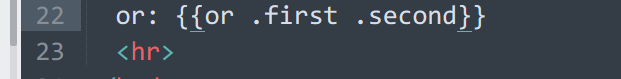 22 or: {{or .first .second}}
23 <hr>